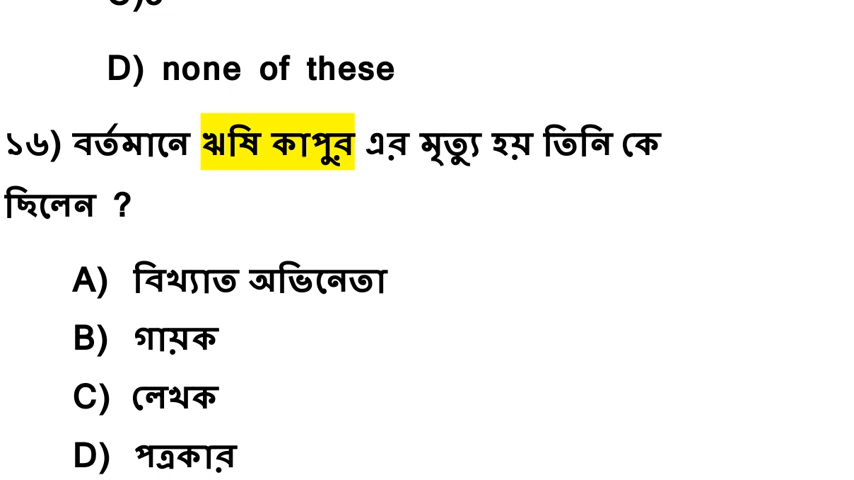 D) none of these
১৬) বর্তমানে ঋষি কাপুর এর মৃত্যু হয় তিনি কে
ছিলেন ?
A) বিখ্যাত অভিনেতা
B) গায়ক
C) লেখক
D) পত্রকার